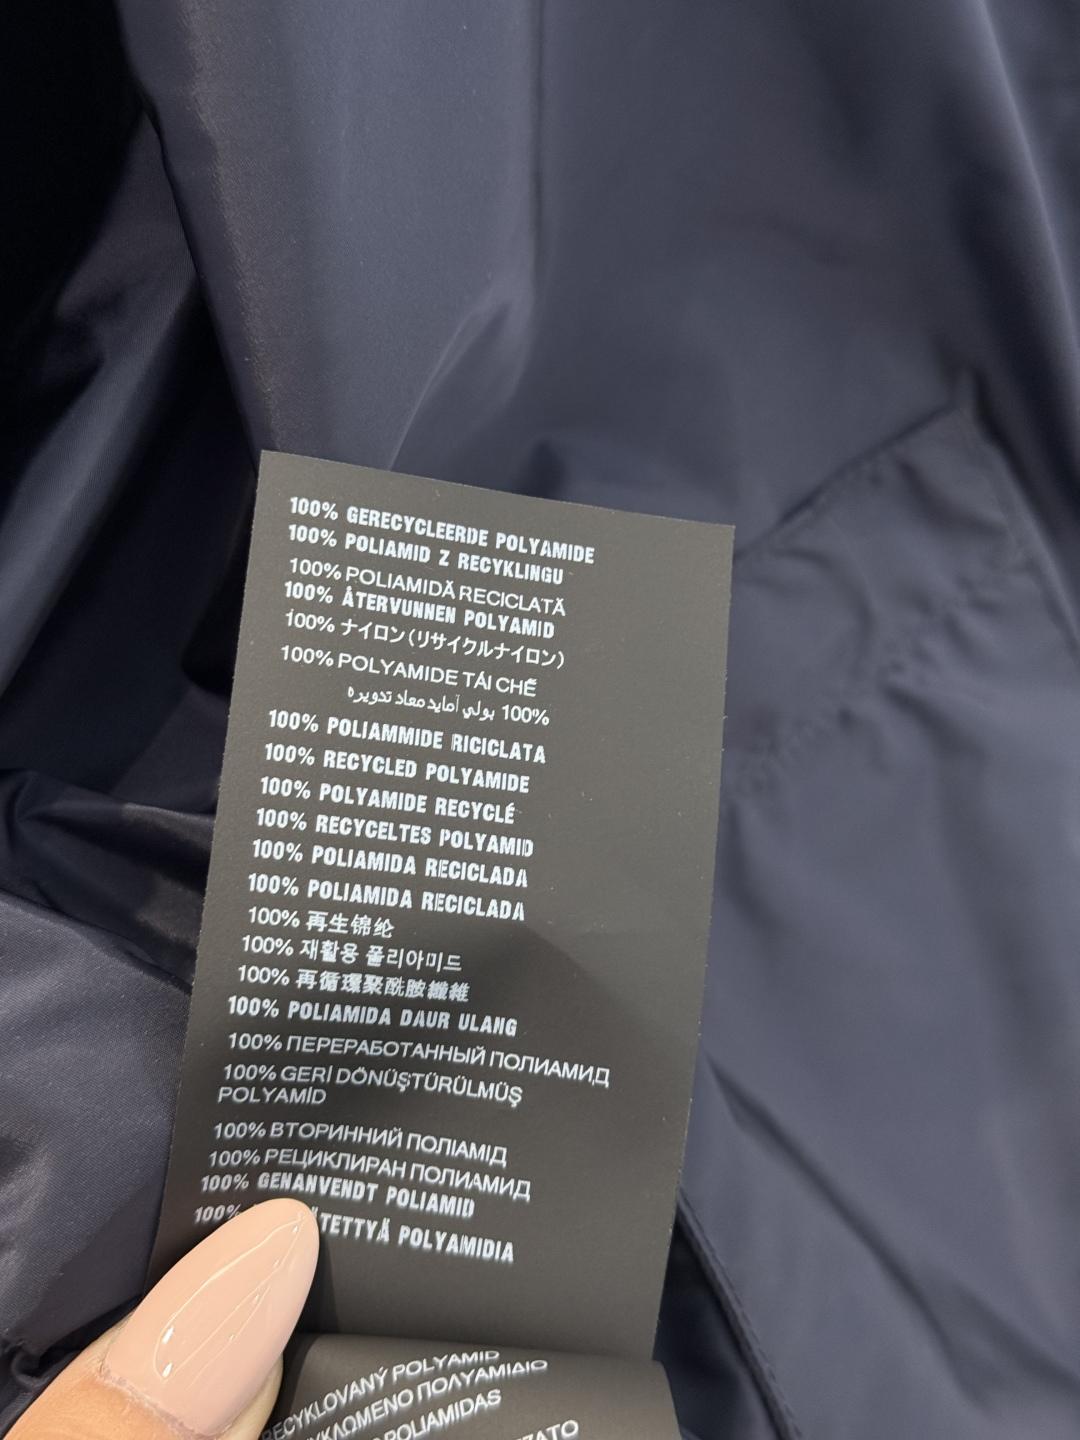 100% GERECYCLEERDE POLYAMIDE
100% POLIAMID Z RECYKLINGU
100% POLIAMIDĂ RECICLATĂ
100% ÅTERVUNNEN POLYAMID
100% ナイロン(リサイクルナイロン)
100% POLYAMIDE TÁI CHẾ
100% بولي أمايد معاد تدويره
100% POLIAMMIDE RICICLATA
100% RECYCLED POLYAMIDE
100% POLYAMIDE RECYCLÉ
100% RECYCELTES POLYAMID
100% POLIAMIDA RECICLADA
100% POLIAMIDA RECICLADA
100% 再生锦纶
100% 재활용 폴리아미드
100% 再循環聚酰胺纖維
100% POLIAMIDA DAUR ULANG
100% ПЕРЕРАБОТАННЫЙ ПОЛИАМИД
100% GERİ DÖNÜŞTÜRÜLMÜŞ
POLYAMİD
100% ВТОРИННИЙ ПОЛІАМІД
100% РЕЦИКЛИРАН ПОЛИАМИД
100% GENANVENDT POLIAMID
100% POLYAMIDIA
POLYAMID
ΠΟΛΥΑΜΙΔΙΟ
POLIAMIDAS